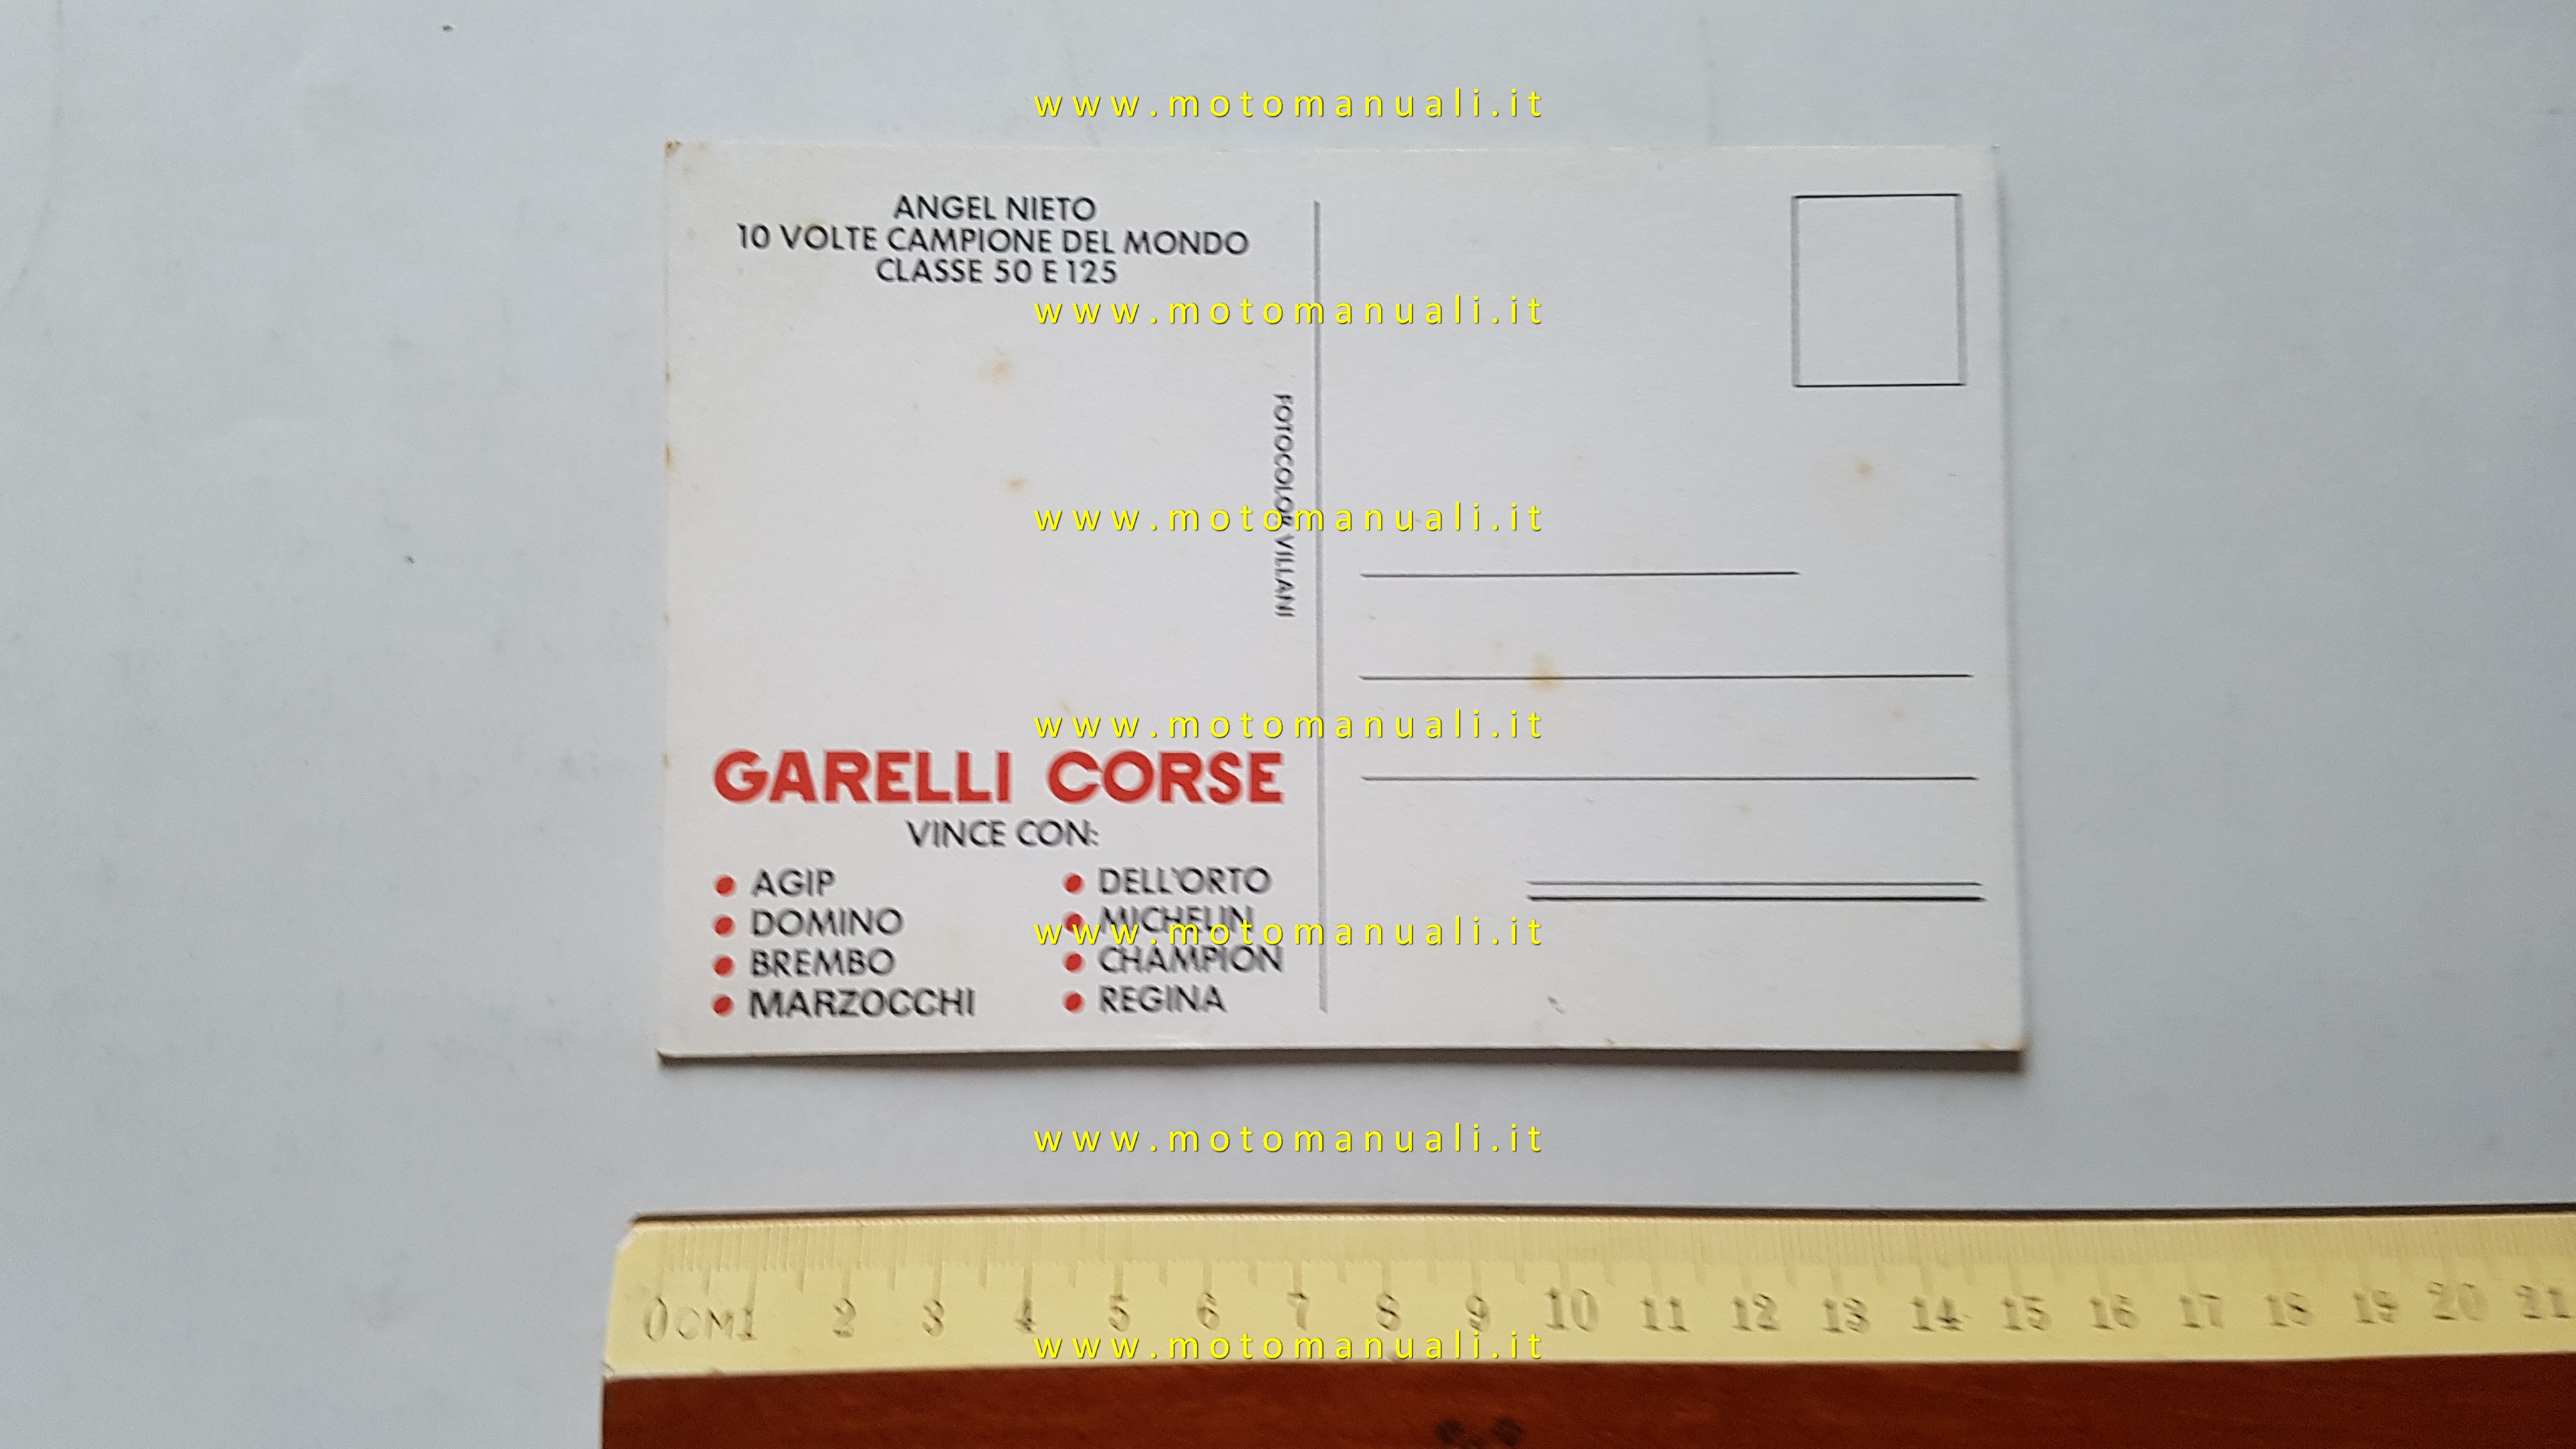 www.motomanuali.it
ANGEL NIETO
10 VOLTE CAMPIONE DEL MONDO
CLASSE 50 E 125
www.motomanuali.it
FOTOCOLOR VILLANI
www.motomanuali.it
www.motomanuali.it
GARELLI CORSE
VINCE CON:
• AGIP
• DOMINO
• BREMBO
• MARZOCCHI
• DELL'ORTO
• MICHELIN
• CHAMPION
• REGINA
www.motomanuali.it
www.motomanuali.it
0 CM 1 2 3 4 5 6 7 8 9 10 11 12 13 14 15 16 17 18 19 20 21
www.motomanuali.it